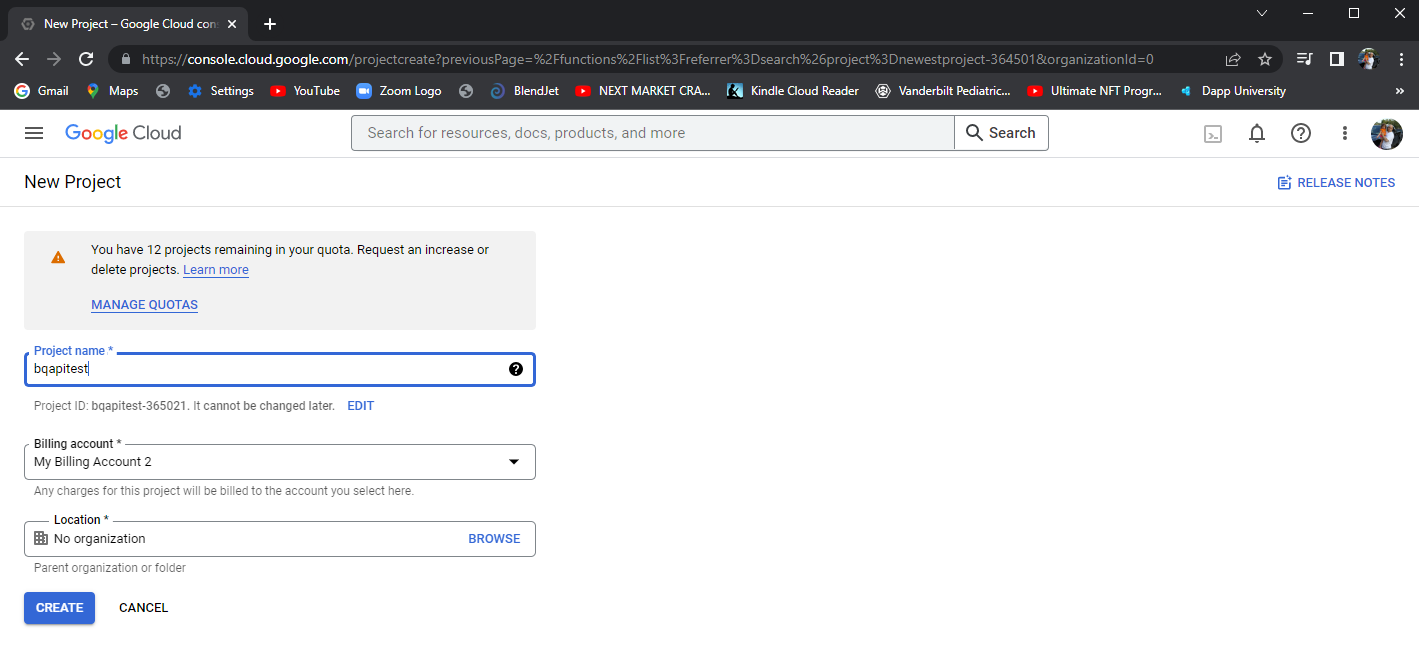 New Project – Google Cloud con
https://console.cloud.google.com/projectcreate?previousPage=%2Ffunctions%2Flist%3Freferrer%3Dsearch%26project%3Dnewestproject-364501&organizationId=0
Gmail Maps Settings YouTube Zoom Logo BlendJet NEXT MARKET CRA... Kindle Cloud Reader Vanderbilt Pediatric... Ultimate NFT Progr... Dapp University »
Google Cloud Search for resources, docs, products, and more Search
New Project RELEASE NOTES
You have 12 projects remaining in your quota. Request an increase or
delete projects. Learn more
MANAGE QUOTAS
Project name *
bqapitest
Project ID: bqapitest-365021. It cannot be changed later. EDIT
Billing account *
My Billing Account 2
Any charges for this project will be billed to the account you select here.
Location *
No organization BROWSE
Parent organization or folder
CREATE CANCEL